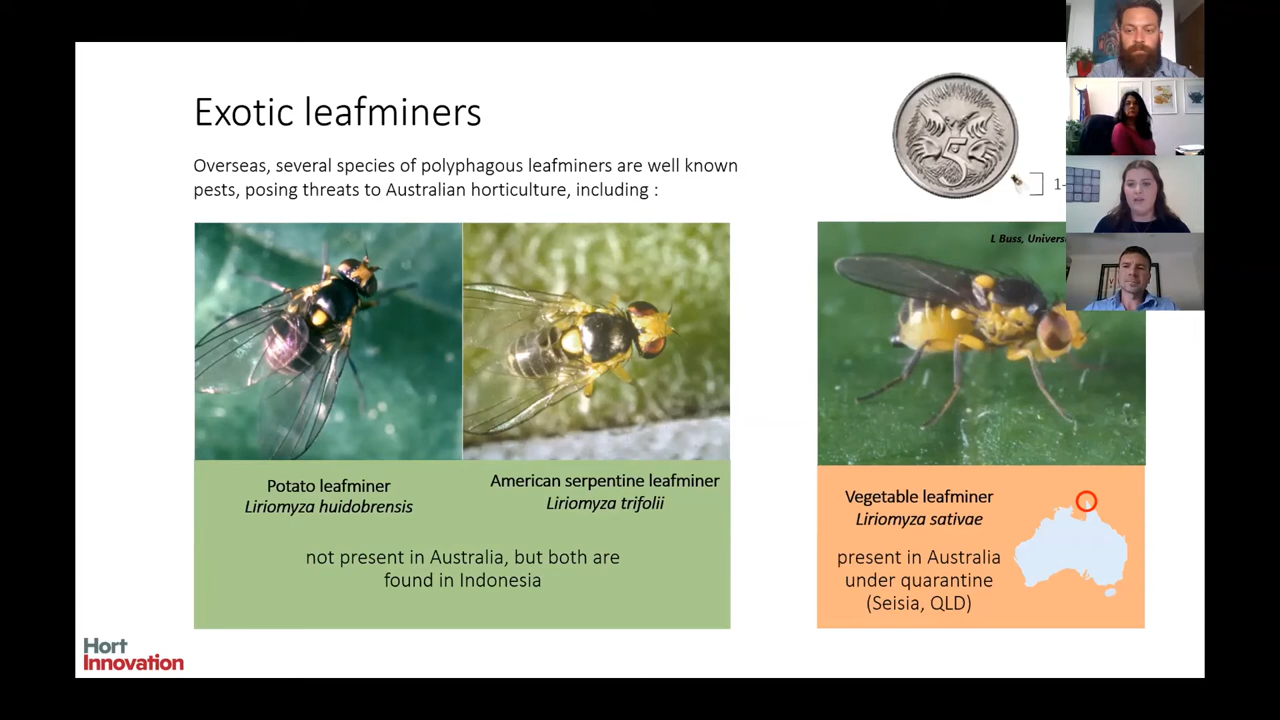 Exotic leafminers
Overseas, several species of polyphagous leafminers are well known
pests, posing threats to Australian horticulture, including :
5
1-
L Buss,
Potato leafminer
Liriomyza huidobrensis
American serpentine leafminer
Liriomyza trifolii
not present in Australia, but both are
found in Indonesia
Vegetable leafminer
Liriomyza sativae
present in Australia
under quarantine
(Seisia, QLD)
Hort
Innovation